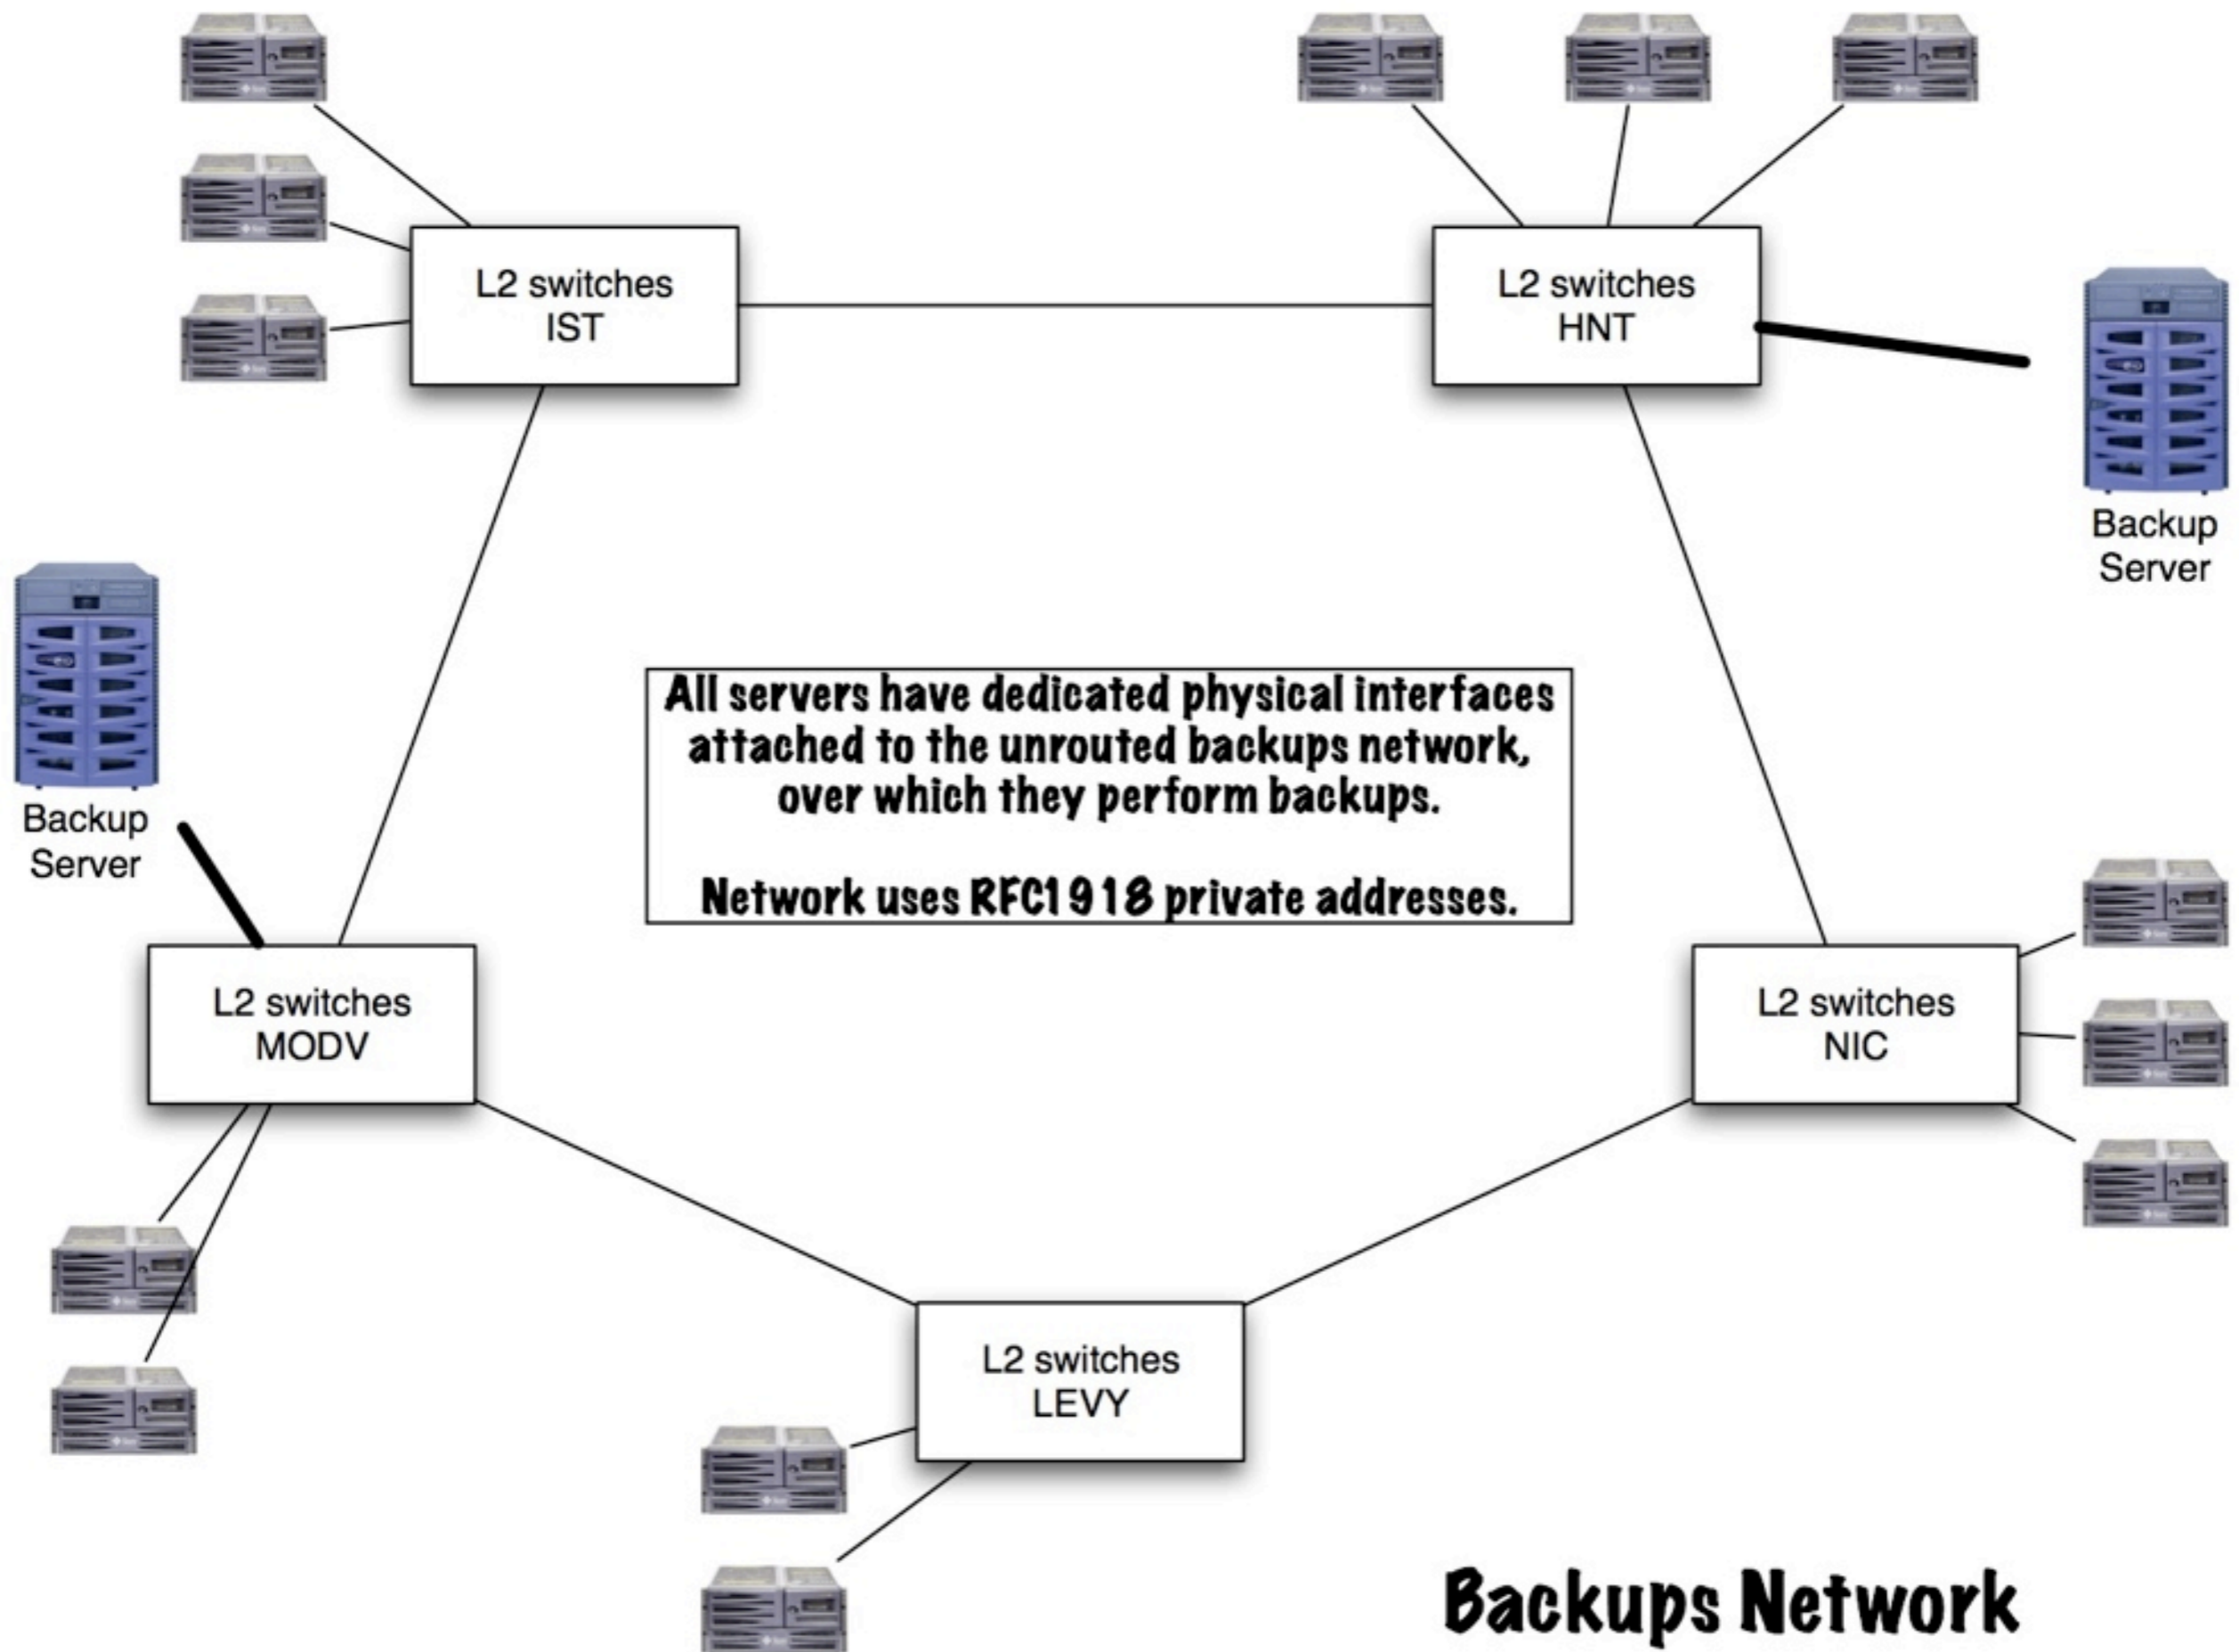 L2 switches
IST
L2 switches
HNT
Backup
Server
Backup
Server
All servers have dedicated physical interfaces
attached to the unrouted backups network,
over which they perform backups.
Network uses RFC1918 private addresses.
L2 switches
MODV
L2 switches
NIC
L2 switches
LEVY
Backups Network